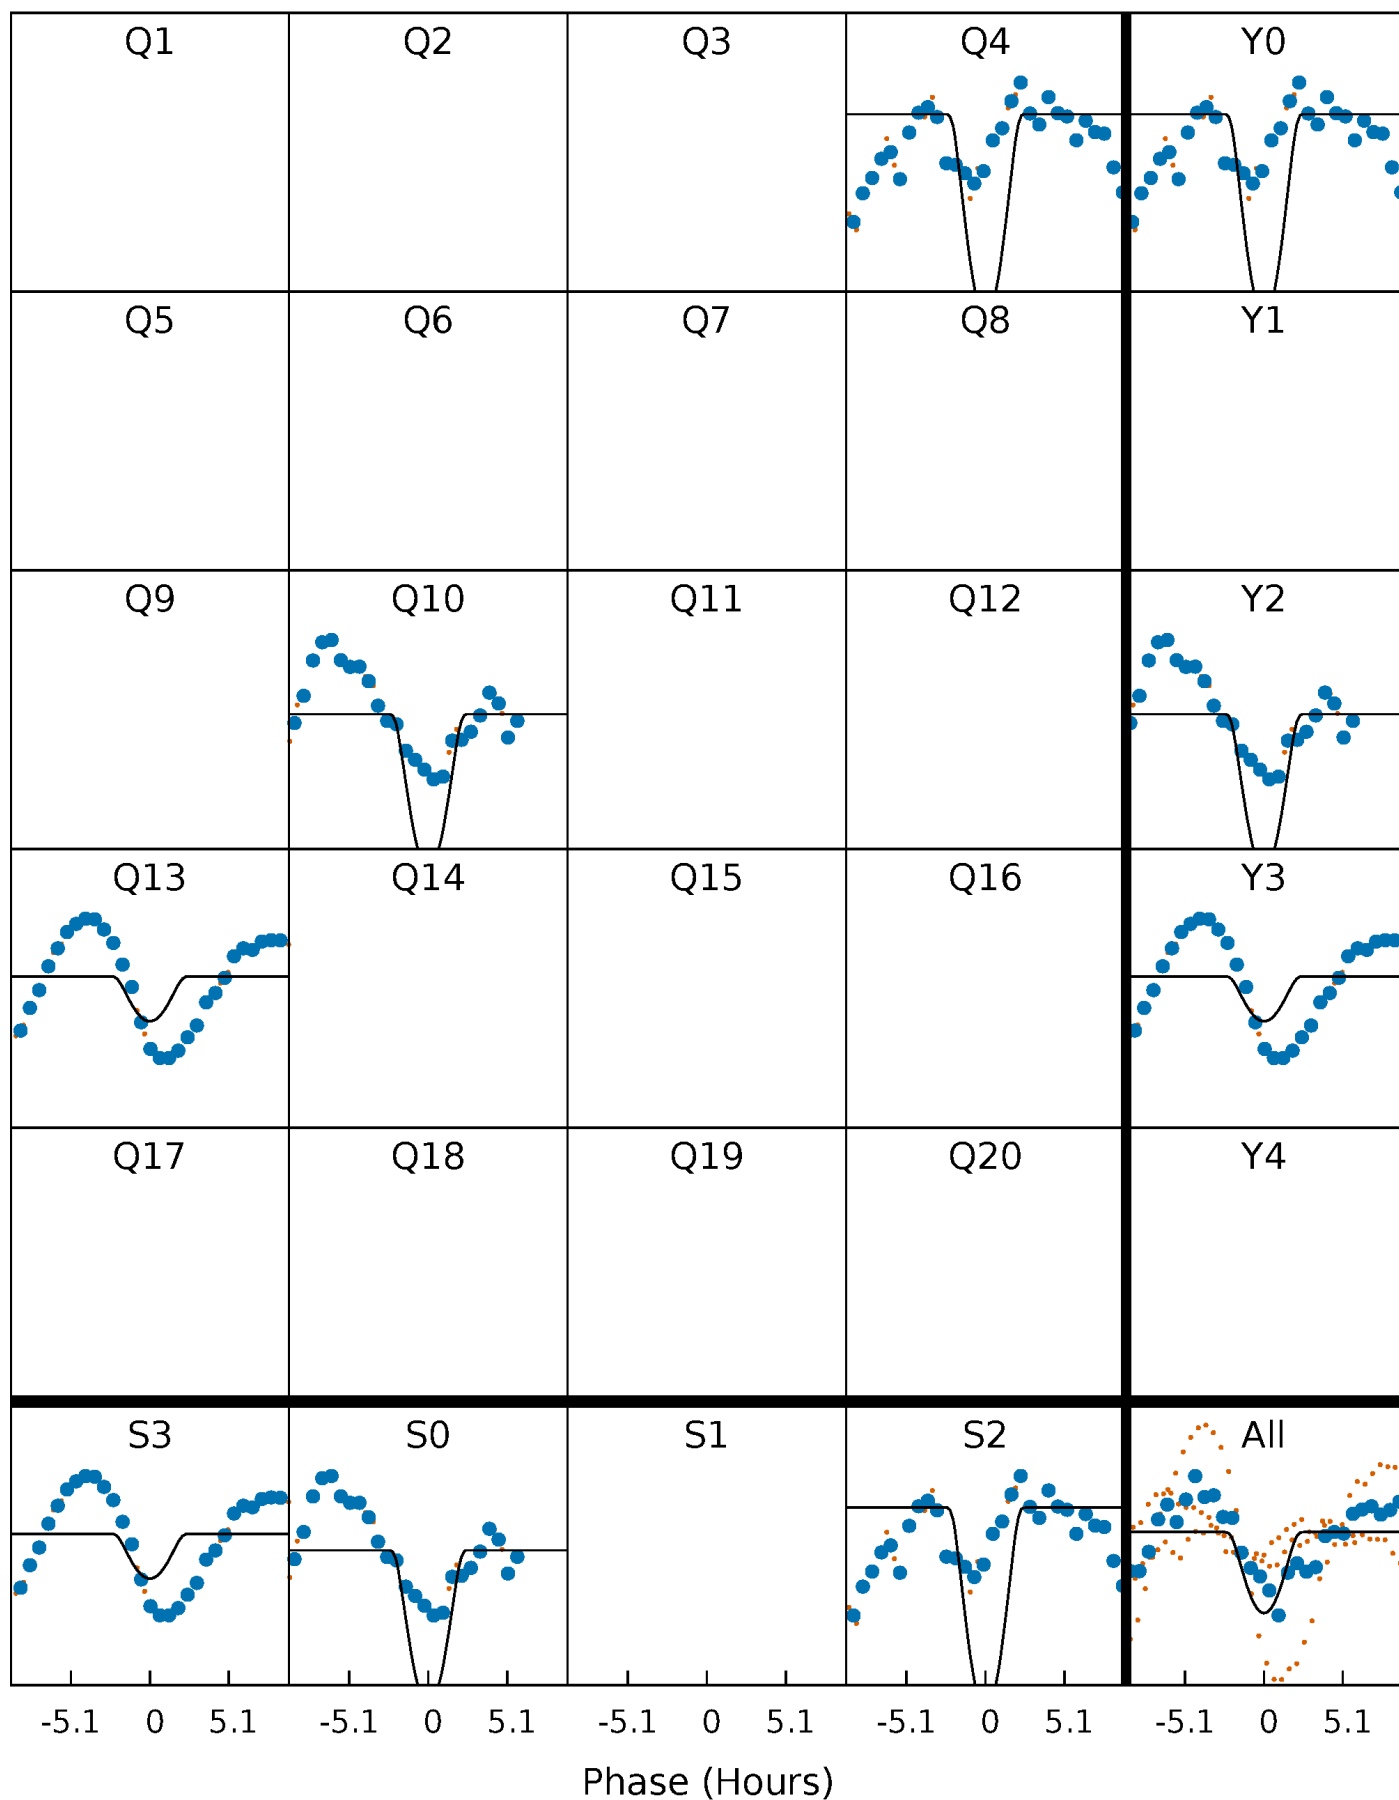 Q1 Q2 Q3 Q4 Y0
Q5 Q6 Q7 Q8 Y1
Q9 Q10 Q11 Q12 Y2
Q13 Q14 Q15 Q16 Y3
Q17 Q18 Q19 Q20 Y4
S3 S0 S1 S2 All
-5.1 0 5.1 -5.1 0 5.1 -5.1 0 5.1 -5.1 0 5.1 -5.1 0 5.1
Phase (Hours)